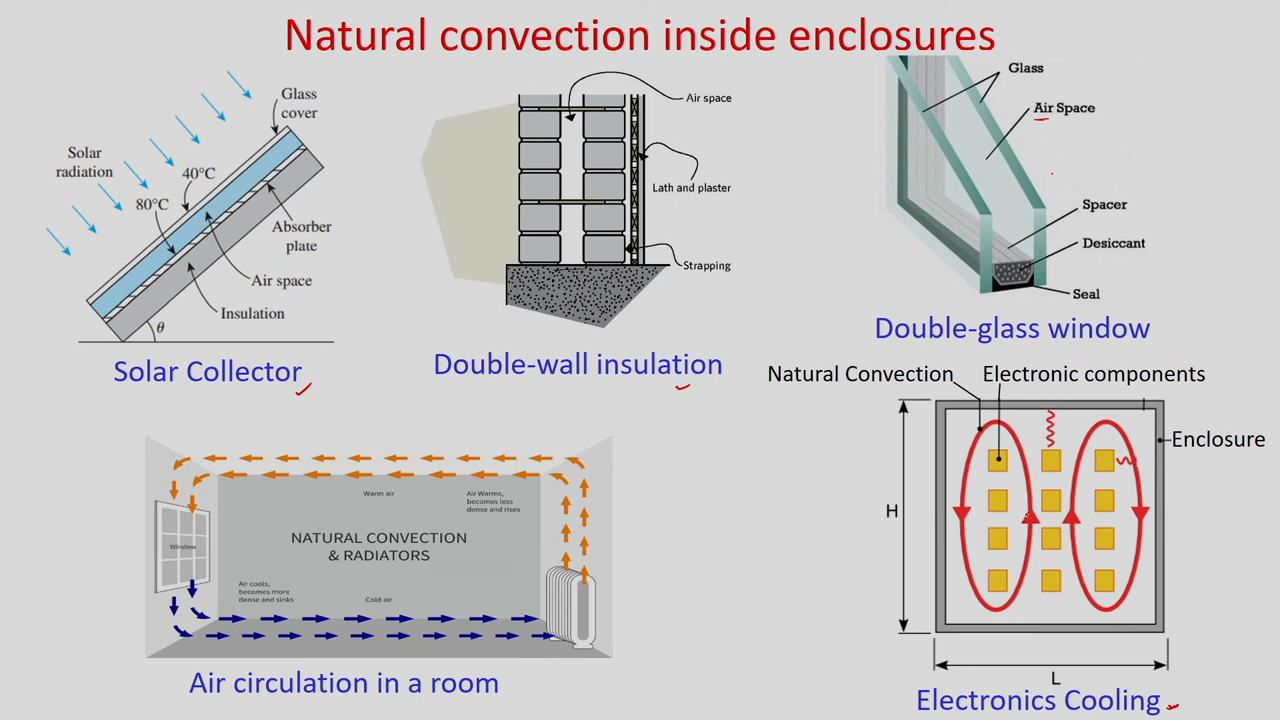 Natural convection inside enclosures
Glass
cover
Solar
radiation
40°C
80°C
Absorber
plate
Air space
Insulation
θ
Solar Collector
Air space
Lath and plaster
Strapping
Double-wall insulation
Glass
Air Space
Spacer
Desiccant
Seal
Double-glass window
Natural Convection
Electronic components
Enclosure
H
L
Electronics Cooling
Warm air
Air Warms,
becomes less
dense and rises
Window
NATURAL CONVECTION
& RADIATORS
Air cools,
becomes more
dense and sinks
Cold air
Air circulation in a room